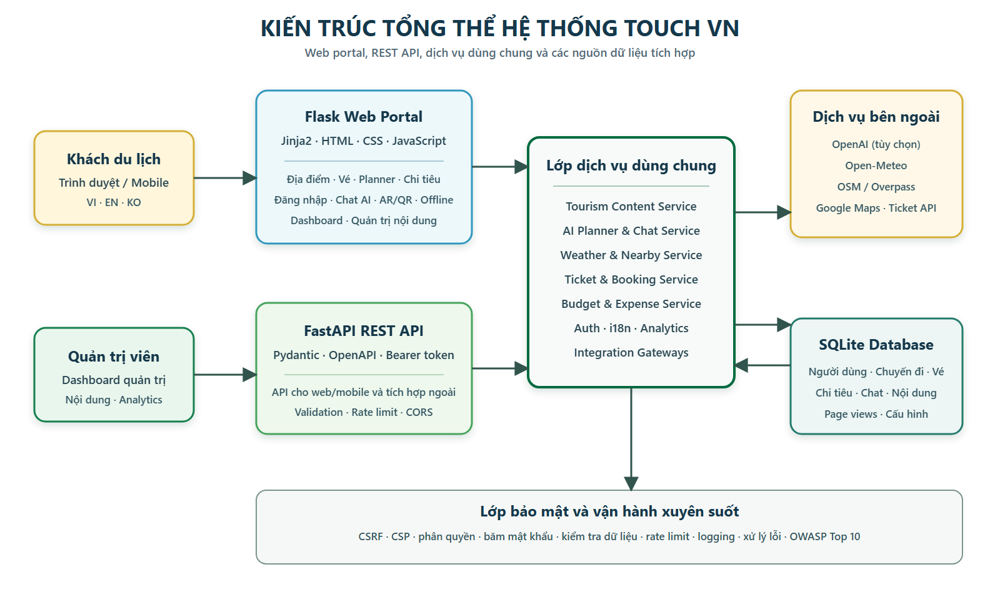 KIẾN TRÚC TỔNG THỂ HỆ THỐNG TOUCH VN
Web portal, REST API, dịch vụ dùng chung và các nguồn dữ liệu tích hợp
Khách du lịch
Trình duyệt / Mobile
VI · EN · KO
Flask Web Portal
Jinja2 · HTML · CSS · JavaScript
Địa điểm · Vé · Planner · Chi tiêu
Đăng nhập · Chat AI · AR/QR · Offline
Dashboard · Quản trị nội dung
Quản trị viên
Dashboard quản trị
Nội dung · Analytics
FastAPI REST API
Pydantic · OpenAPI · Bearer token
API cho web/mobile và tích hợp ngoài
Validation · Rate limit · CORS
Lớp dịch vụ dùng chung
Tourism Content Service
AI Planner & Chat Service
Weather & Nearby Service
Ticket & Booking Service
Budget & Expense Service
Auth · i18n · Analytics
Integration Gateways
Dịch vụ bên ngoài
OpenAI (tùy chọn)
Open-Meteo
OSM / Overpass
Google Maps · Ticket API
SQLite Database
Người dùng · Chuyến đi · Vé
Chi tiêu · Chat · Nội dung
Page views · Cấu hình
Lớp bảo mật và vận hành xuyên suốt
CSRF · CSP · phân quyền · băm mật khẩu · kiểm tra dữ liệu · rate limit · logging · xử lý lỗi · OWASP Top 10